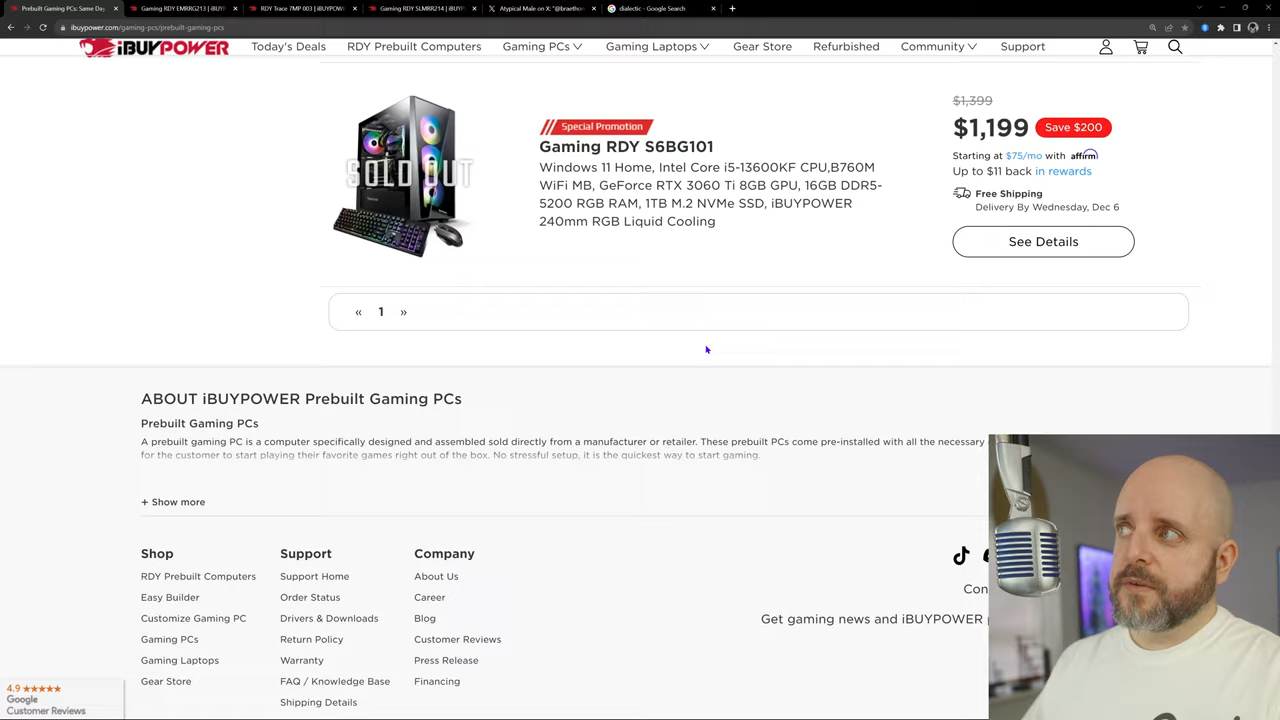 Prebuilt Gaming PCs: Same Day
Gaming RDY EMRRG213 | iBUYP
RDY Trace 7MP 003 | iBUYPOW
Gaming RDY SLMRR214 | iBUYP
Atypical Male on X: "@braetho
dialectic - Google Search
ibuypower.com/gaming-pcs/prebuilt-gaming-pcs
iBUYPOWER
Today's Deals
RDY Prebuilt Computers
Gaming PCs
Gaming Laptops
Gear Store
Refurbished
Community
Support
SOLD OUT
Special Promotion
Gaming RDY S6BG101
Windows 11 Home, Intel Core i5-13600KF CPU,B760M
WiFi MB, GeForce RTX 3060 Ti 8GB GPU, 16GB DDR5-
5200 RGB RAM, 1TB M.2 NVMe SSD, iBUYPOWER
240mm RGB Liquid Cooling
$1,399
$1,199 Save $200
Starting at $75/mo with affirm
Up to $11 back in rewards
Free Shipping
Delivery By Wednesday, Dec 6
See Details
« 1 »
ABOUT iBUYPOWER Prebuilt Gaming PCs
Prebuilt Gaming PCs
A prebuilt gaming PC is a computer specifically designed and assembled sold directly from a manufacturer or retailer. These prebuilt PCs come pre-installed with all the necessary
for the customer to start playing their favorite games right out of the box. No stressful setup, it is the quickest way to start gaming.
+ Show more
Shop
RDY Prebuilt Computers
Easy Builder
Customize Gaming PC
Gaming PCs
Gaming Laptops
Gear Store
Support
Support Home
Order Status
Drivers & Downloads
Return Policy
Warranty
FAQ / Knowledge Base
Shipping Details
Company
About Us
Career
Blog
Customer Reviews
Press Release
Financing
Con
Get gaming news and iBUYPOWER p
4.9 ★★★★★
Google
Customer Reviews